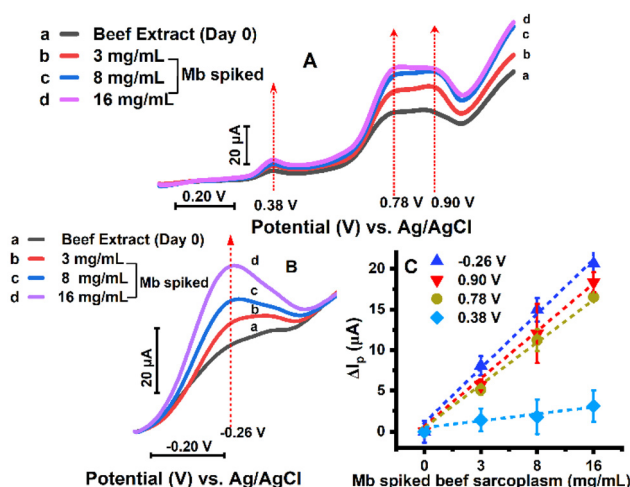 a Beef Extract (Day 0)
b 3 mg/mL
c 8 mg/mL
d 16 mg/mL
Mb spiked
A
d
c
b
a
20 µA
0.20 V
0.38 V
0.78 V
0.90 V
Potential (V) vs. Ag/AgCl
a Beef Extract (Day 0)
b 3 mg/mL
c 8 mg/mL
d 16 mg/mL
Mb spiked
B
d
c
b
a
20 µA
-0.20 V
-0.26 V
Potential (V) vs. Ag/AgCl
C
-0.26 V
0.90 V
0.78 V
0.38 V
ΔIp (µA)
20
15
10
5
0
0 3 8 16
Mb spiked beef sarcoplasm (mg/mL)